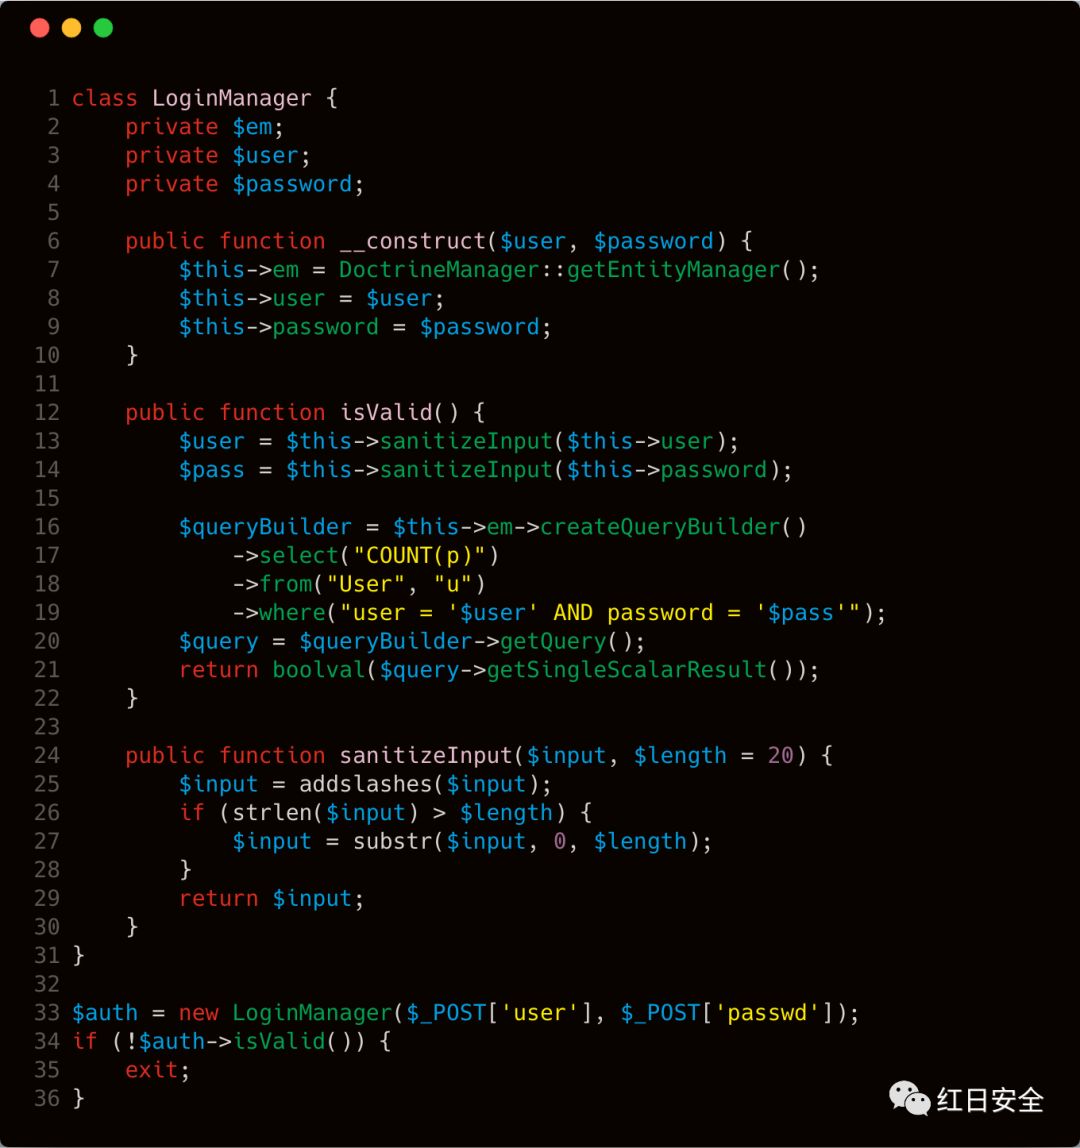 1 class LoginManager {
2     private $em;
3     private $user;
4     private $password;
5
6     public function __construct($user, $password) {
7         $this->em = DoctrineManager::getEntityManager();
8         $this->user = $user;
9         $this->password = $password;
10     }
11
12     public function isValid() {
13         $user = $this->sanitizeInput($this->user);
14         $pass = $this->sanitizeInput($this->password);
15
16         $queryBuilder = $this->em->createQueryBuilder()
17             ->select("COUNT(p)")
18             ->from("User", "u")
19             ->where("user = '$user' AND password = '$pass'");
20         $query = $queryBuilder->getQuery();
21         return boolval($query->getSingleScalarResult());
22     }
23
24     public function sanitizeInput($input, $length = 20) {
25         $input = addslashes($input);
26         if (strlen($input) > $length) {
27             $input = substr($input, 0, $length);
28         }
29         return $input;
30     }
31 }
32
33 $auth = new LoginManager($_POST['user'], $_POST['passwd']);
34 if (!$auth->isValid()) {
35     exit;
36 }
红日安全